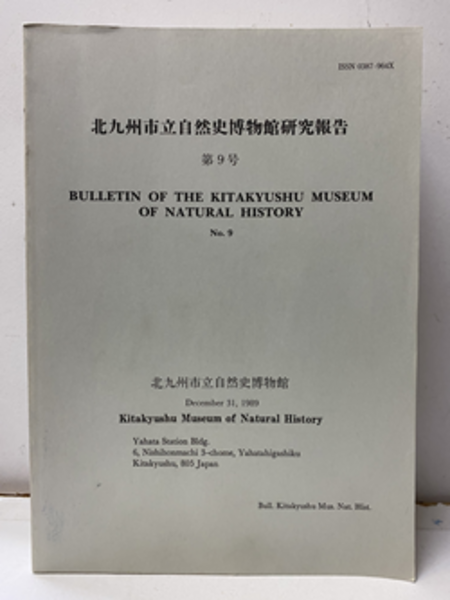 ISSN 0387-964X
北九州市立自然史博物館研究報告
第9号
BULLETIN OF THE KITAKYUSHU MUSEUM
OF NATURAL HISTORY
No. 9
北九州市立自然史博物館
December 31, 1989
Kitakyushu Museum of Natural History
Yahata Station Bldg.
6, Nishihonmachi 3-chome, Yahatahigashiku
Kitakyushu, 805 Japan
Bull. Kitakyushu Mus. Nat. Hist.